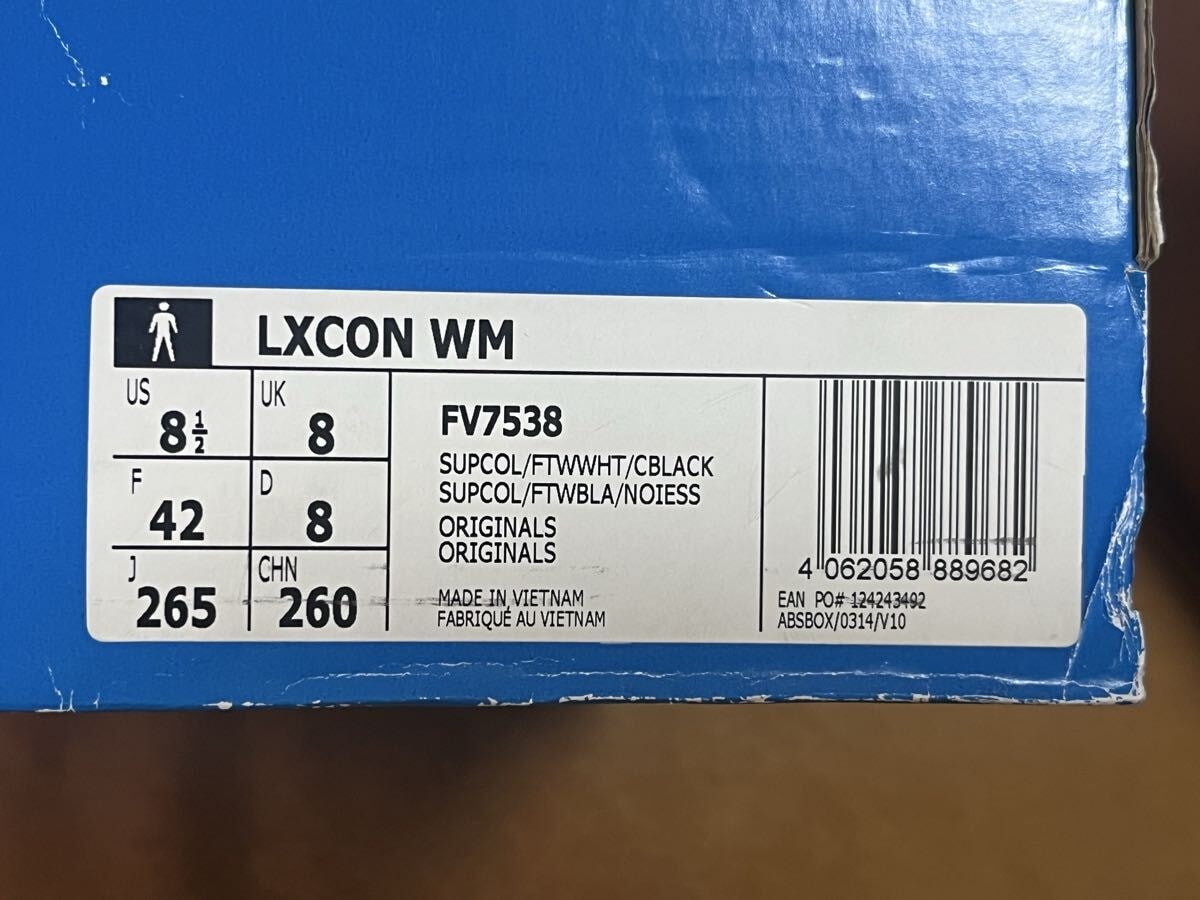 LXCON WM
US 8½ UK 8
F 42 D 8
J 265 CHN 260
FV7538
SUPCOL/FTWWHT/CBLACK
SUPCOL/FTWBLA/NOIESS
ORIGINALS
ORIGINALS
MADE IN VIETNAM
FABRIQUÉ AU VIETNAM
4 062058 889682
EAN PO# 124243492
ABSBOX/0314/V10